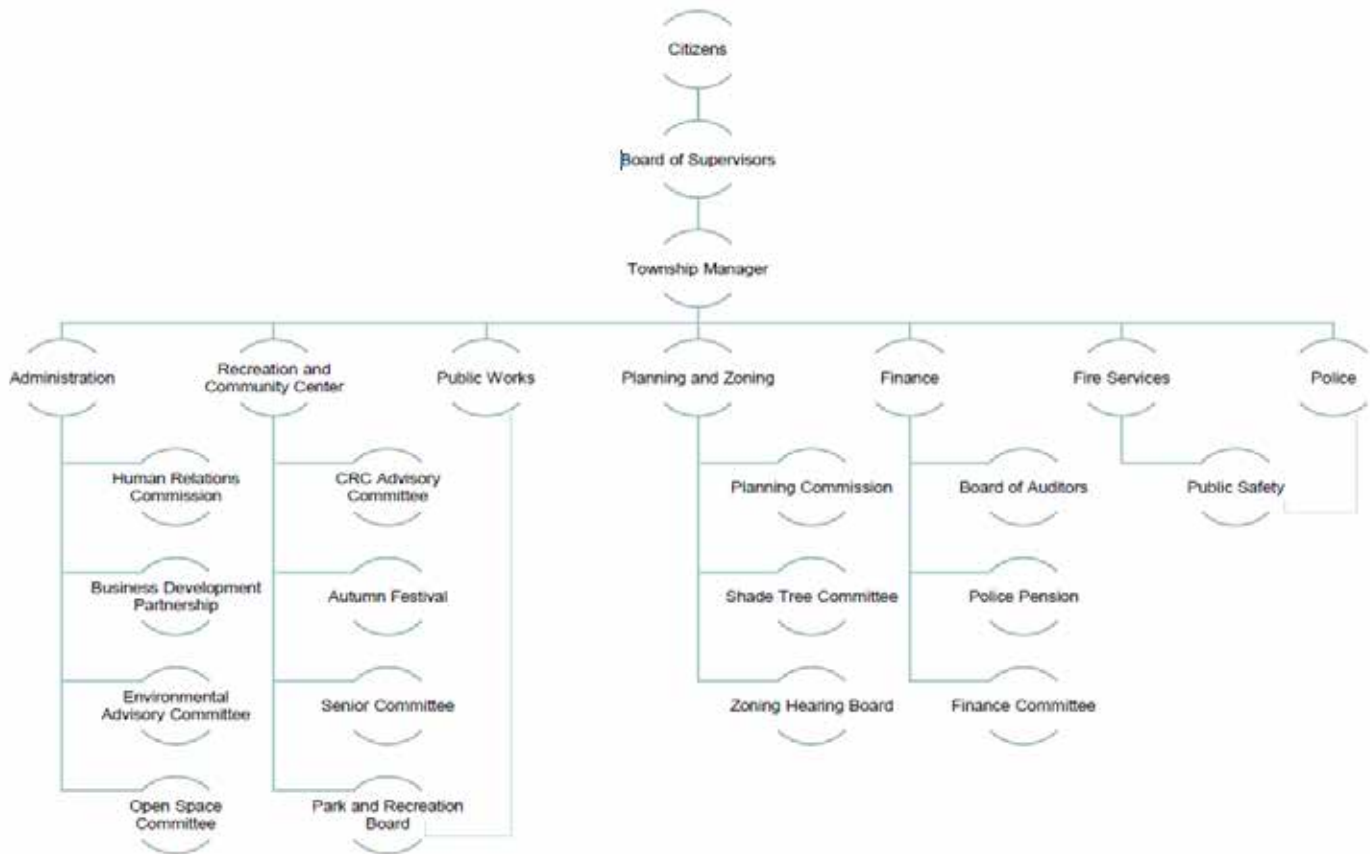 Citizens
Board of Supervisors
Township Manager
Administration
Recreation and
Community Center
Public Works
Planning and Zoning
Finance
Fire Services
Police
Human Relations
Commission
CRC Advisory
Committee
Planning Commission
Board of Auditors
Public Safety
Business Development
Partnership
Autumn Festival
Shade Tree Committee
Police Pension
Environmental
Advisory Committee
Senior Committee
Zoning Hearing Board
Finance Committee
Open Space
Committee
Park and Recreation
Board